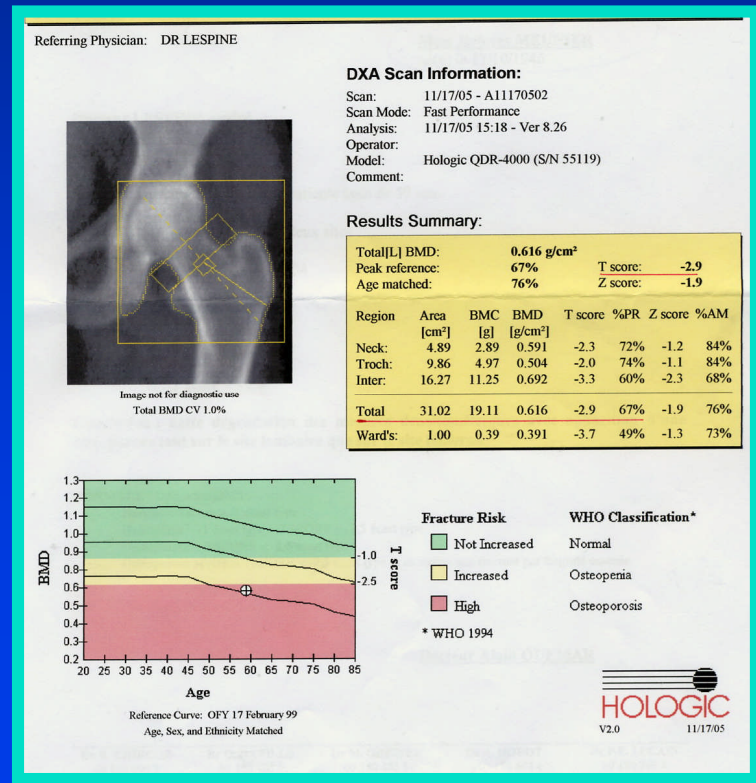 Referring Physician: DR LESPINE
DXA Scan Information:
Scan: 11/17/05 - A11170502
Scan Mode: Fast Performance
Analysis: 11/17/05 15:18 - Ver 8.26
Operator:
Model: Hologic QDR-4000 (S/N 55119)
Comment:
Image not for diagnostic use
Total BMD CV 1.0%
Results Summary:
Total[L] BMD: 0.616 g/cm²
Peak reference: 67% T score: -2.9
Age matched: 76% Z score: -1.9
Region Area BMC BMD T score %PR Z score %AM
[cm²] [g] [g/cm²]
Neck: 4.89 2.89 0.591 -2.3 72% -1.2 84%
Troch: 9.86 4.97 0.504 -2.0 74% -1.1 84%
Inter: 16.27 11.25 0.692 -3.3 60% -2.3 68%
Total 31.02 19.11 0.616 -2.9 67% -1.9 76%
Ward's: 1.00 0.39 0.391 -3.7 49% -1.3 73%
1.3
1.2
1.1
1.0
0.9
0.8
0.7
0.6
0.5
0.4
0.3
0.2
BMD
-1.0
-2.5
T score
20 25 30 35 40 45 50 55 60 65 70 75 80 85
Age
Reference Curve: OFY 17 February 99
Age, Sex, and Ethnicity Matched
Fracture Risk WHO Classification*
Not Increased Normal
Increased Osteopenia
High Osteoporosis
* WHO 1994
HOLOGIC
V2.0 11/17/05